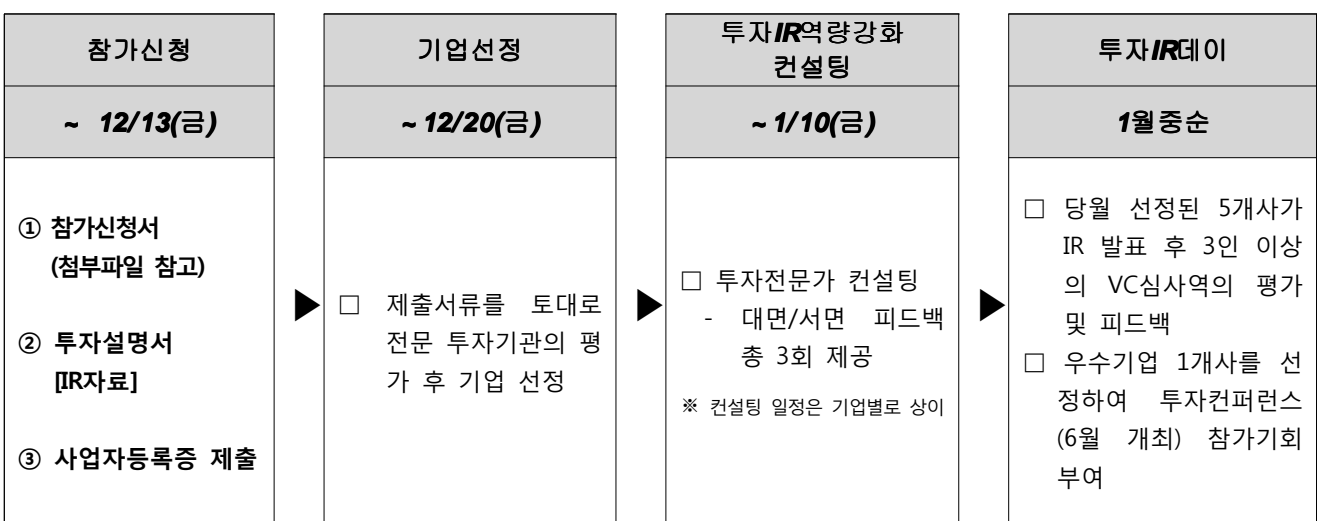 참가신청
~ 12/13(금)
① 참가신청서
(첨부파일 참고)
② 투자설명서
[IR자료]
③ 사업자등록증 제출
▶
기업선정
~ 12/20(금)
□ 제출서류를 토대로
전문 투자기관의 평
가 후 기업 선정
▶
투자IR역량강화
컨설팅
~ 1/10(금)
□ 투자전문가 컨설팅
- 대면/서면 피드백
총 3회 제공
※ 컨설팅 일정은 기업별로 상이
▶
투자IR데이
1월중순
□ 당월 선정된 5개사가
IR 발표 후 3인 이상
의 VC심사역의 평가
및 피드백
□ 우수기업 1개사를 선
정하여 투자컨퍼런스
(6월 개최) 참가기회
부여